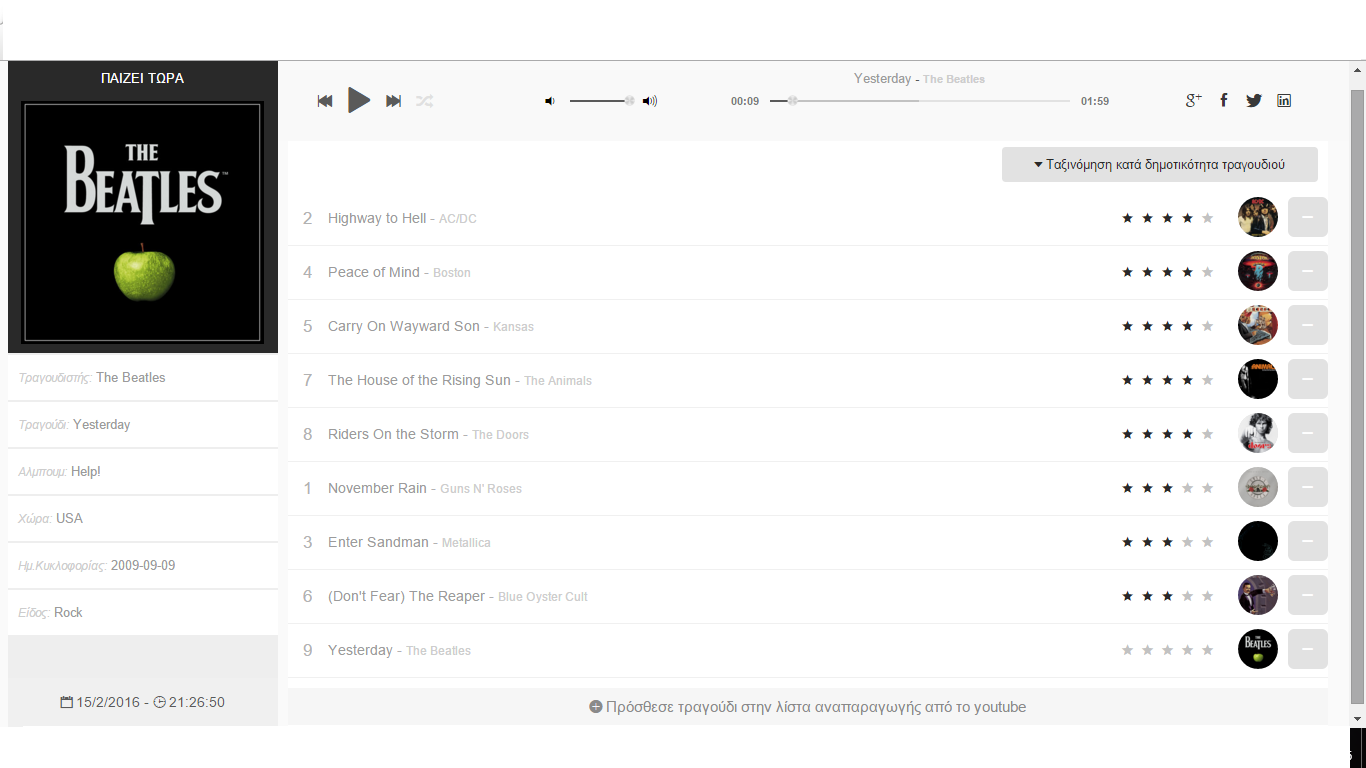 ΠΑΙΖΕΙ ΤΩΡΑ
THE
BEATLES™
Τραγουδιστής: The Beatles
Τραγούδι: Yesterday
Αλμπουμ: Help!
Χώρα: USA
Ημ.Κυκλοφορίας: 2009-09-09
Είδος: Rock
15/2/2016 - 21:26:50
Yesterday - The Beatles
00:09 01:59
g+ f in
Ταξινόμηση κατά δημοτικότητα τραγουδιού
2 Highway to Hell - AC/DC
4 Peace of Mind - Boston
5 Carry On Wayward Son - Kansas
7 The House of the Rising Sun - The Animals
8 Riders On the Storm - The Doors
1 November Rain - Guns N' Roses
3 Enter Sandman - Metallica
6 (Don't Fear) The Reaper - Blue Oyster Cult
9 Yesterday - The Beatles
THE
BEATLES
Πρόσθεσε τραγούδι στην λίστα αναπαραγωγής από το youtube